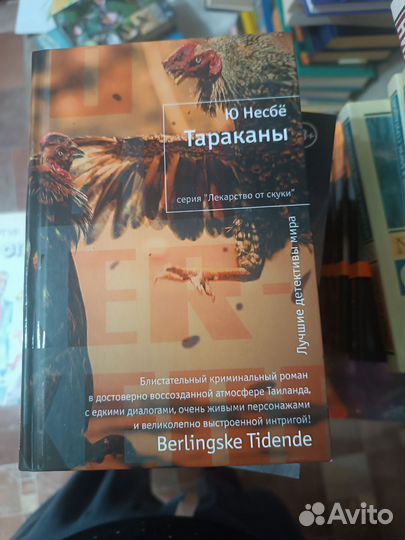 Ю Несбё
Тараканы
серия "Лекарство от скуки"
Лучшие детективы мира
ER-
Блистательный криминальный роман
в достоверно воссозданной атмосфере Таиланда,
с едкими диалогами, очень живыми персонажами
и великолепно выстроенной интригой!
Berlingske Tidende
Avito